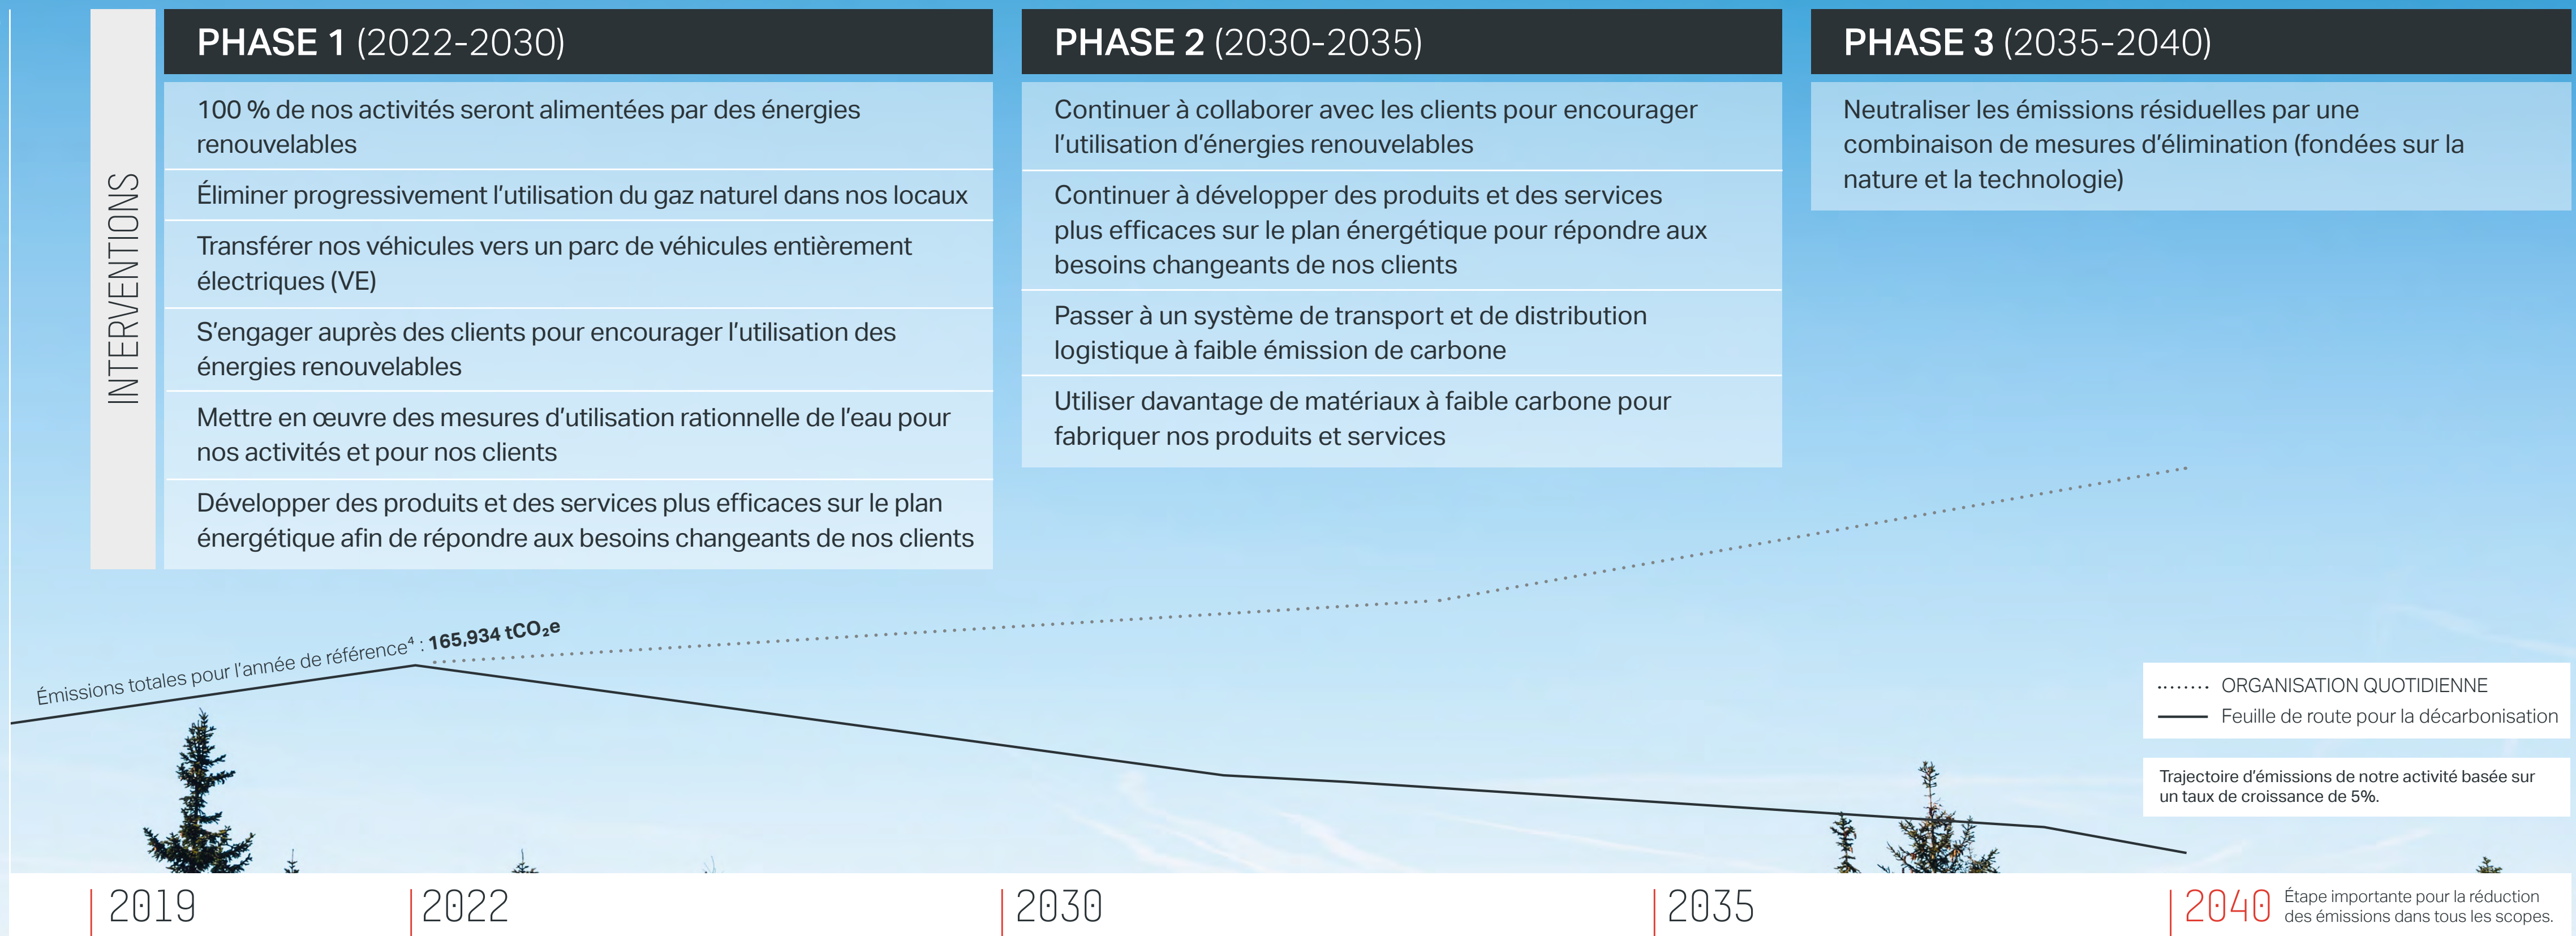 INTERVENTIONS
PHASE 1 (2022-2030)
100 % de nos activités seront alimentées par des énergies
renouvelables
Éliminer progressivement l'utilisation du gaz naturel dans nos locaux
Transférer nos véhicules vers un parc de véhicules entièrement
électriques (VE)
S'engager auprès des clients pour encourager l'utilisation des
énergies renouvelables
Mettre en œuvre des mesures d'utilisation rationnelle de l'eau pour
nos activités et pour nos clients
Développer des produits et des services plus efficaces sur le plan
énergétique afin de répondre aux besoins changeants de nos clients
PHASE 2 (2030-2035)
Continuer à collaborer avec les clients pour encourager
l'utilisation d'énergies renouvelables
Continuer à développer des produits et des services
plus efficaces sur le plan énergétique pour répondre aux
besoins changeants de nos clients
Passer à un système de transport et de distribution
logistique à faible émission de carbone
Utiliser davantage de matériaux à faible carbone pour
fabriquer nos produits et services
PHASE 3 (2035-2040)
Neutraliser les émissions résiduelles par une
combinaison de mesures d'élimination (fondées sur la
nature et la technologie)
Émissions totales pour l'année de référence⁴ : 165,934 tCO₂e
ORGANISATION QUOTIDIENNE
Feuille de route pour la décarbonisation
Trajectoire d'émissions de notre activité basée sur
un taux de croissance de 5%.
2019
2022
2030
2035
2040
Étape importante pour la réduction
des émissions dans tous les scopes.